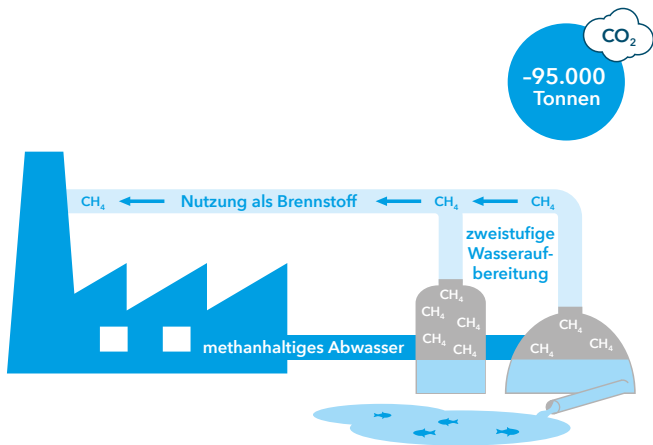 CO₂
–95.000
Tonnen
CH₄ Nutzung als Brennstoff CH₄ CH₄
zweistufige
Wasserauf-
bereitung
CH₄
CH₄
CH₄
CH₄
CH₄
CH₄
CH₄
CH₄
methanhaltiges Abwasser